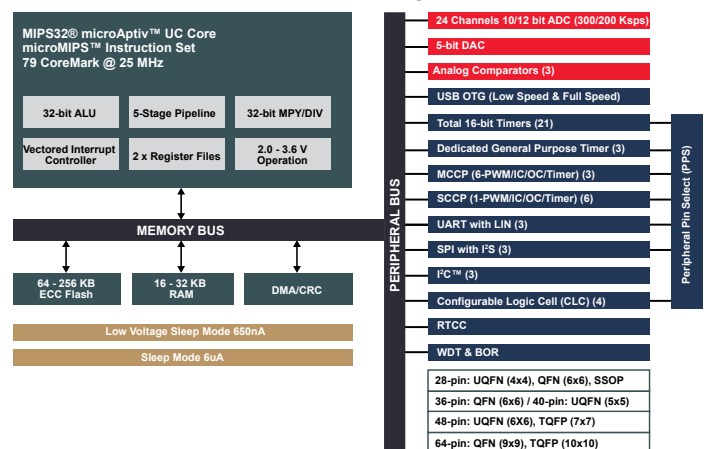 MIPS32® microAptiv™ UC Core
microMIPS™ Instruction Set
79 CoreMark @ 25 MHz
32-bit ALU
5-Stage Pipeline
32-bit MPY/DIV
Vectored Interrupt
Controller
2 x Register Files
2.0 - 3.6 V
Operation
MEMORY BUS
64 - 256 KB
ECC Flash
16 - 32 KB
RAM
DMA/CRC
Low Voltage Sleep Mode 650nA
Sleep Mode 6uA
PERIPHERAL BUS
24 Channels 10/12 bit ADC (300/200 Ksps)
5-bit DAC
Analog Comparators (3)
USB OTG (Low Speed & Full Speed)
Total 16-bit Timers (21)
Dedicated General Purpose Timer (3)
MCCP (6-PWM/IC/OC/Timer) (3)
SCCP (1-PWM/IC/OC/Timer) (6)
UART with LIN (3)
SPI with I²S (3)
I²C™ (3)
Configurable Logic Cell (CLC) (4)
RTCC
WDT & BOR
Peripheral Pin Select (PPS)
28-pin: UQFN (4x4), QFN (6x6), SSOP
36-pin: QFN (6x6) / 40-pin: UQFN (5x5)
48-pin: UQFN (6X6), TQFP (7x7)
64-pin: QFN (9x9), TQFP (10x10)